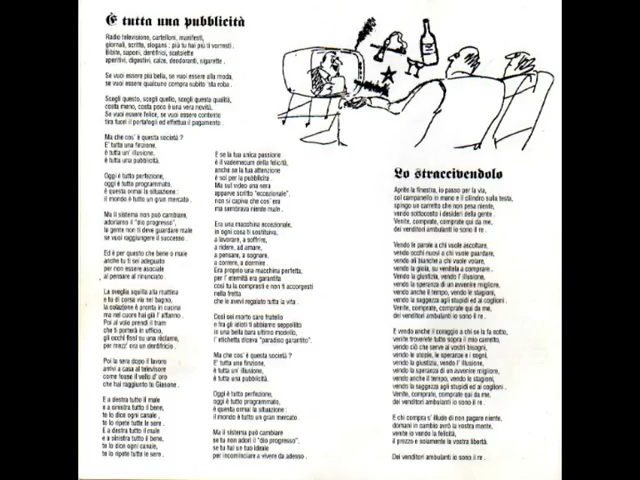 È tutta una pubblicità
Radio televisione, cartelloni, manifesti,
giornali, scritte, slogans : più tu hai più ti vorresti .
Bibite, saponi, dentifrici, scatolette
aperitivi, digestivi, calze, deodoranti, sigarette .
Se vuoi essere più bella, se vuoi essere alla moda,
se vuoi essere qualcuno compra subito 'sta roba .
Scegli questo, scegli quello, scegli questa qualità,
costa meno, costa poco è una vera novità.
Se vuoi essere felice, se vuoi essere contento
tira fuori il portafogli ed effettua il pagamento .
Ma che cos' è questa società ?
E' tutta una finzione,
è tutta un' illusione,
è tutta una pubblicità.
Oggi è tutto perfezione,
oggi è tutto programmato,
è questa ormai la situazione :
il mondo è tutto un gran mercato .
Ma il sistema non può cambiare,
adoriamo il "dio progresso",
la gente non ti deve guardare male
se vuoi raggiungere il successo .
Ed è per questo che bene o male
anche tu ti sei adeguato
per non essere asociale
al pensare al rinunciato .
La sveglia squilla alla mattina
e tu di corsa vai nel bagno,
la colazione è pronta in cucina
ma nel cuore hai già l' affanno .
Poi al volo prendi il tram
che ti porterà in ufficio,
gli occhi fissi su una réclame,
per mezz' ora un dentifricio .
Poi la sera dopo il lavoro
arrivi a casa al televisore
come fosse il vello d' oro
che hai raggiunto tu Giasone .
E a destra tutto il male
e a sinistra tutto il bene,
te lo dice ogni canale ,
te lo ripete tutte le sere .
E a destra tutto il male
e a sinistra tutto il bene,
te lo dice ogni canale,
te lo ripete tutte le sere .
E se la tua unica passione
è il vademecum della felicità,
anche se la tua attenzione
è sol per la pubblicità .
Ma sul video una sera
apparve scritto "eccezionale",
non si capiva che cos' era
ma sembrava niente male .
Era una macchina eccezionale,
in ogni cosa ti sostituiva,
a lavorare, a soffrire,
a ridere, ad amare,
a pensare, a sognare,
a correre, a dormire .
Era proprio una macchina perfetta,
per l' eternità era garantita
così tu la comprasti e non ti accorgesti
nella fretta
che le avevi regalato tutta la vita .
Così sei morto caro fratello
e fra gli idioti ti abbiamo seppellito
in una bella bara ultimo modello,
l' etichetta diceva "paradiso garantito".
Ma che cos' è questa società ?
E' tutta una finzione,
è tutta un' illusione,
è tutta una pubblicità.
Oggi è tutto perfezione,
oggi è tutto programmato,
è questa ormai la situazione :
il mondo è tutto un gran mercato .
Ma il sistema può cambiare
se tu non adori il "dio progresso",
se tu hai un tuo ideale
per incominciare a vivere da adesso .
Lo straccivendolo
Aprite la finestra, io passo per la via,
col campanello in mano e il cilindro sulla testa,
spingo un carretto che non pesa niente,
vendo sottocosto i desideri della gente .
Venite, comprate, comprate qui da me,
dei venditori ambulanti io sono il re .
Vendo le parole a chi vuole ascoltare,
vendo occhi nuovi a chi vuole guardare,
vendo ali bianche a chi vuole volare,
vendo la gioia, su venitela a comprare .
Vendo la giustizia, vendo l' illusione,
vendo la speranza di un avvenire migliore,
vendo anche il tempo, vendo le stagioni,
vendo la saggezza agli stupidi ed ai coglioni .
Venite, comprate, comprate qui da me,
dei venditori ambulanti io sono il re .
E vendo anche il coraggio a chi se la fa sotto,
venite troverete tutto sopra il mio carretto,
vendo ciò che serve ai vostri bisogni,
vendo le utopie, le speranze e i sogni,
vendo la giustizia, vendo l' illusione,
vendo la speranza di un avvenire migliore,
vendo anche il tempo, vendo le stagioni,
vendo la saggezza agli stupidi ed ai coglioni .
Venite, comprate, comprate qui da me,
dei venditori ambulanti io sono il re .
E chi compra s' illude di non pagare niente,
domani in cambio avrò la vostra mente,
venite io vendo la felicità,
il prezzo è solamente la vostra libertà.
Dei venditori ambulanti io sono il re .